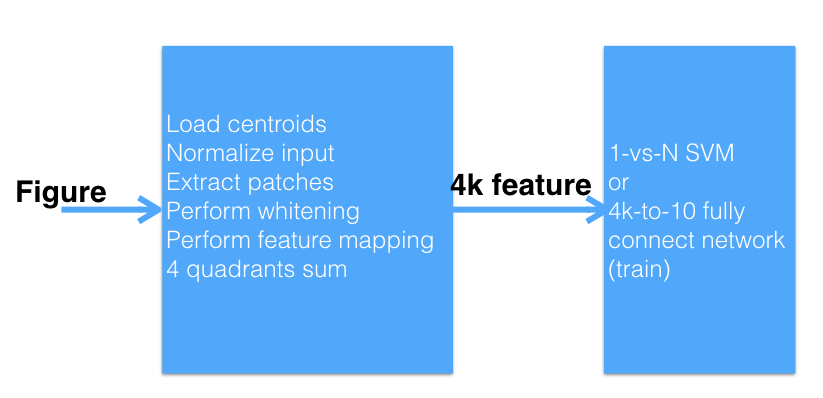 Figure
Load centroids
Normalize input
Extract patches
Perform whitening
Perform feature mapping
4 quadrants sum
4k feature
1-vs-N SVM
or
4k-to-10 fully
connect network
(train)